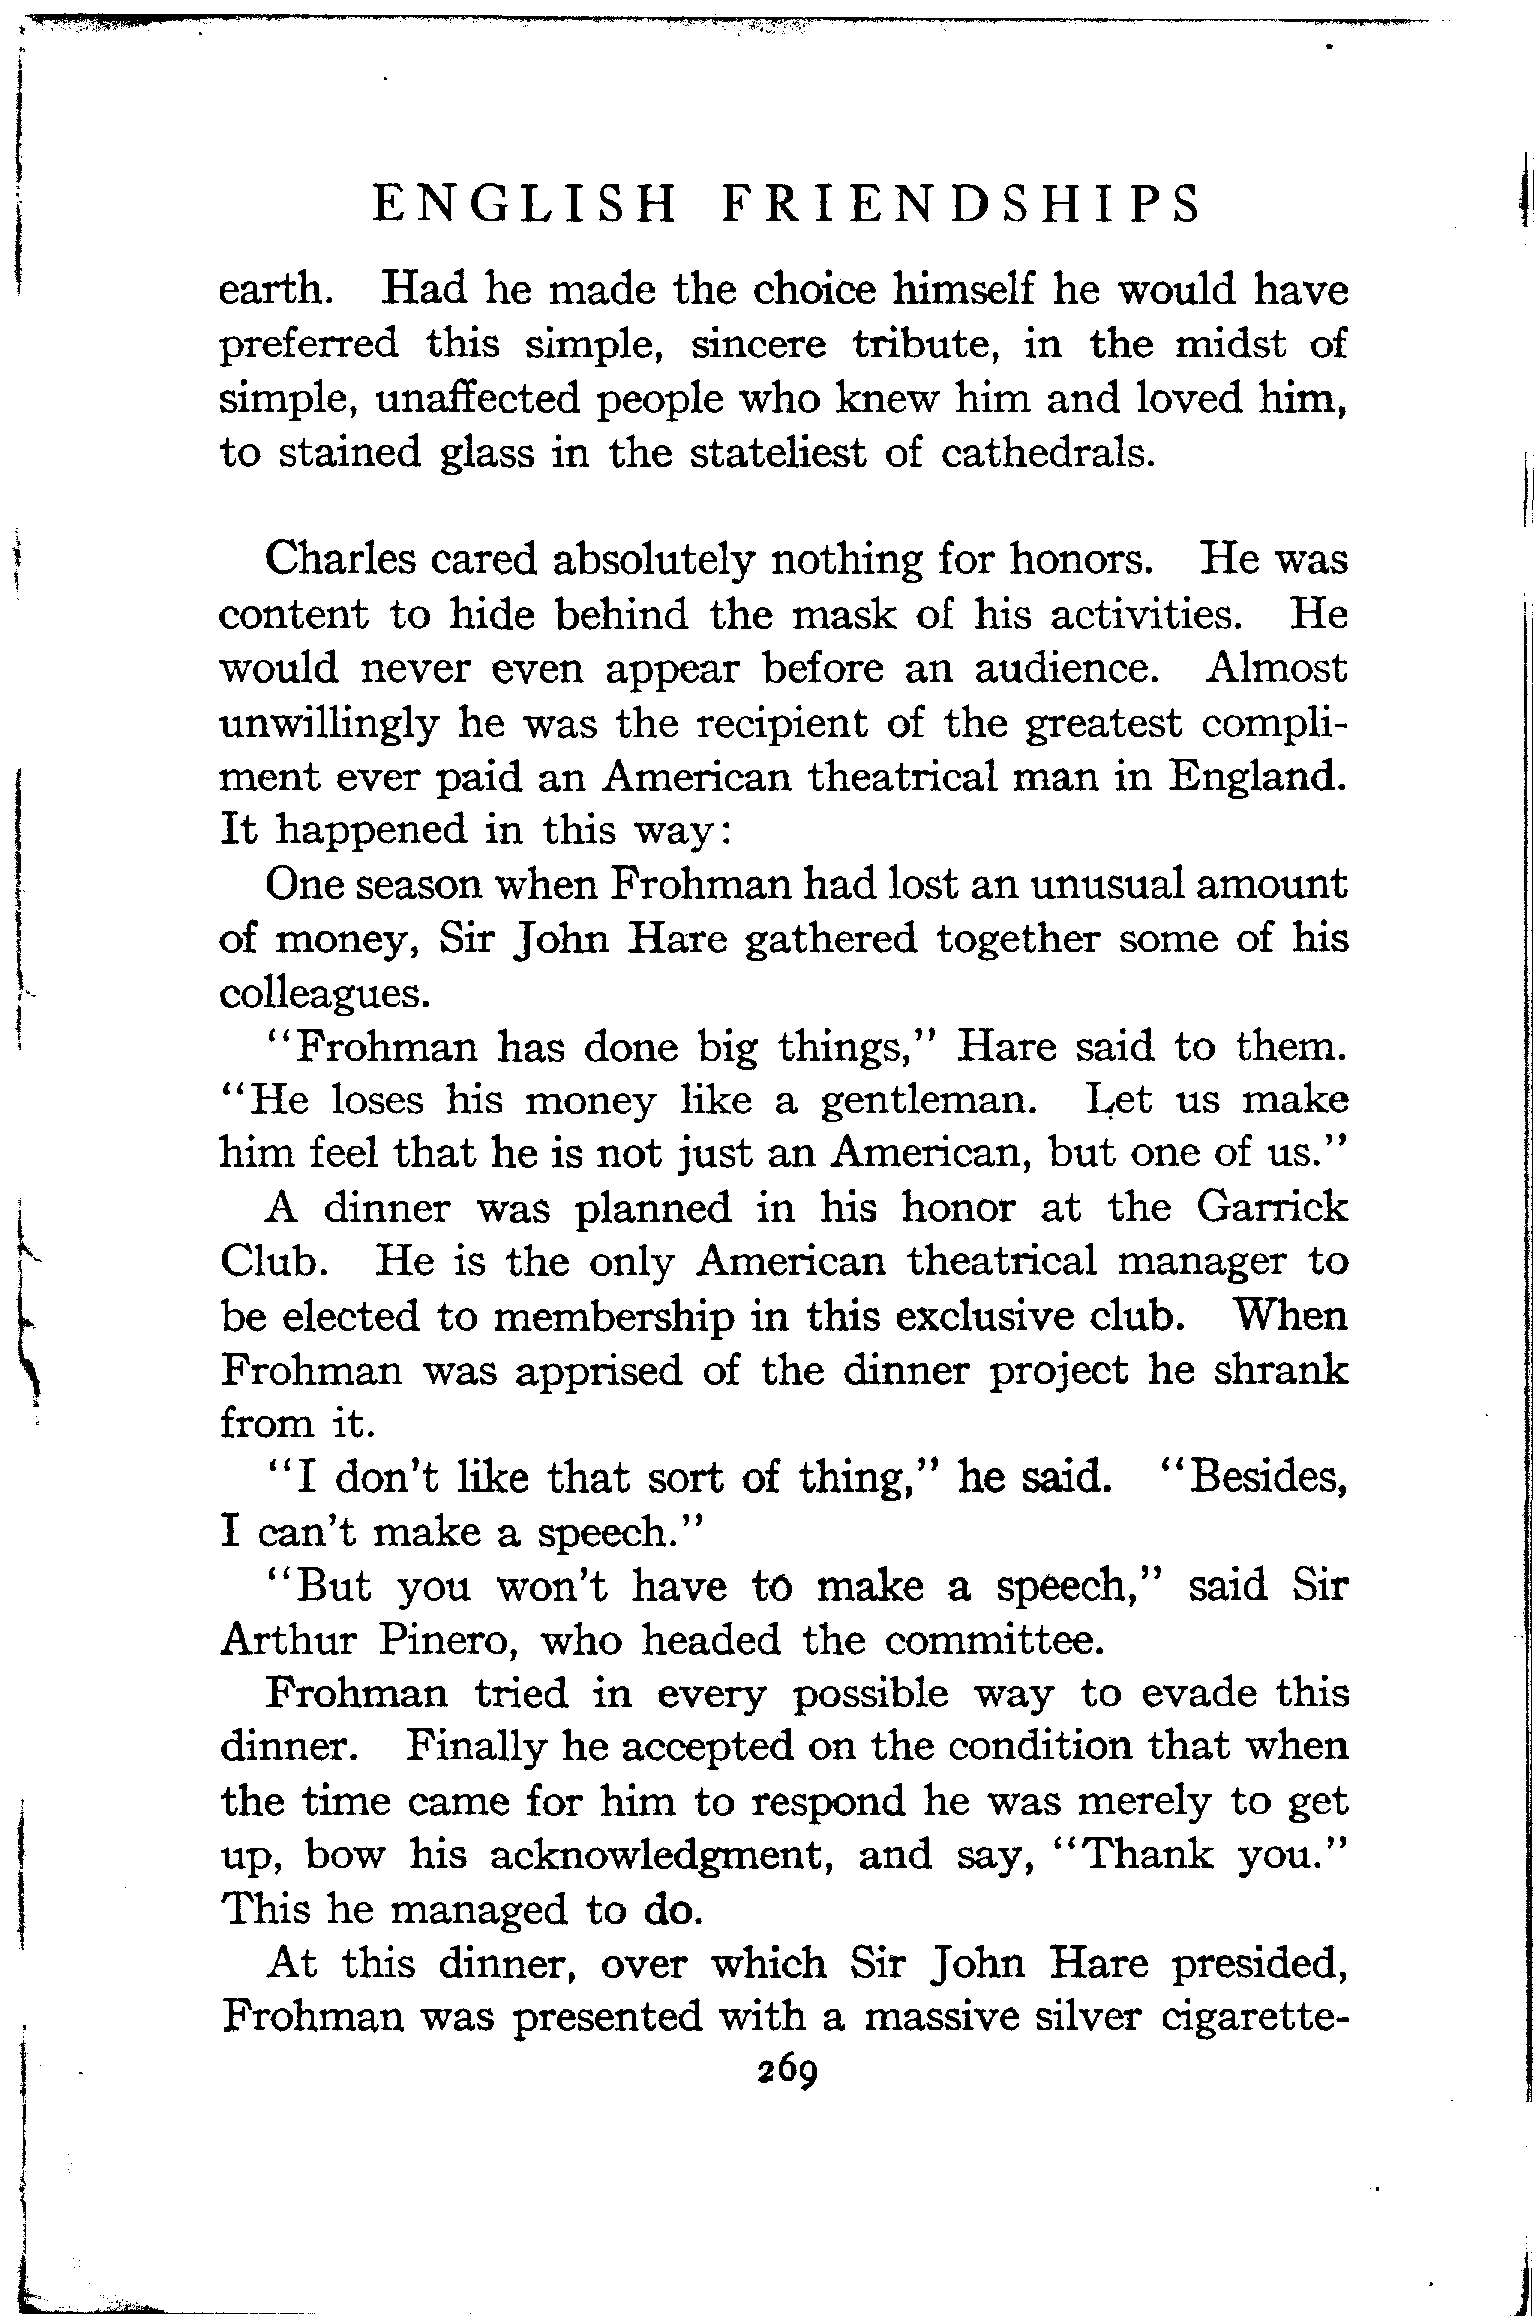 ENGLISH FRIENDSHIPS
earth. Had he made the choice himself he would have
preferred this simple, sincere tribute, in the midst of
simple, unaffected people who knew him and loved him,
to stained glass in the stateliest of cathedrals.
Charles cared absolutely nothing for honors. He was
content to hide behind the mask of his activities. He
would never even appear before an audience. Almost
unwillingly he was the recipient of the greatest compli-
ment ever paid an American theatrical man in England.
It happened in this way:
One season when Frohman had lost an unusual amount
of money, Sir John Hare gathered together some of his
colleagues.
"Frohman has done big things," Hare said to them.
"He loses his money like a gentleman. Let us make
him feel that he is not just an American, but one of us."
A dinner was planned in his honor at the Garrick
Club. He is the only American theatrical manager to
be elected to membership in this exclusive club. When
Frohman was apprised of the dinner project he shrank
from it.
"I don't like that sort of thing," he said. "Besides,
I can't make a speech."
"But you won't have to make a speech," said Sir
Arthur Pinero, who headed the committee.
Frohman tried in every possible way to evade this
dinner. Finally he accepted on the condition that when
the time came for him to respond he was merely to get
up, bow his acknowledgment, and say, "Thank you."
This he managed to do.
At this dinner, over which Sir John Hare presided,
Frohman was presented with a massive silver cigarette-
269